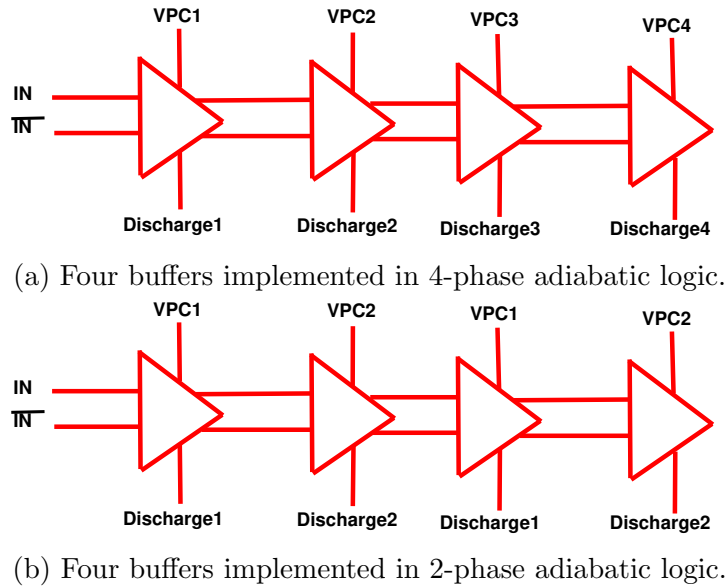 VPC1 VPC2 VPC3 VPC4
IN
IN
Discharge1 Discharge2 Discharge3 Discharge4
(a) Four buffers implemented in 4-phase adiabatic logic.
VPC1 VPC2 VPC1 VPC2
IN
IN
Discharge1 Discharge2 Discharge1 Discharge2
(b) Four buffers implemented in 2-phase adiabatic logic.